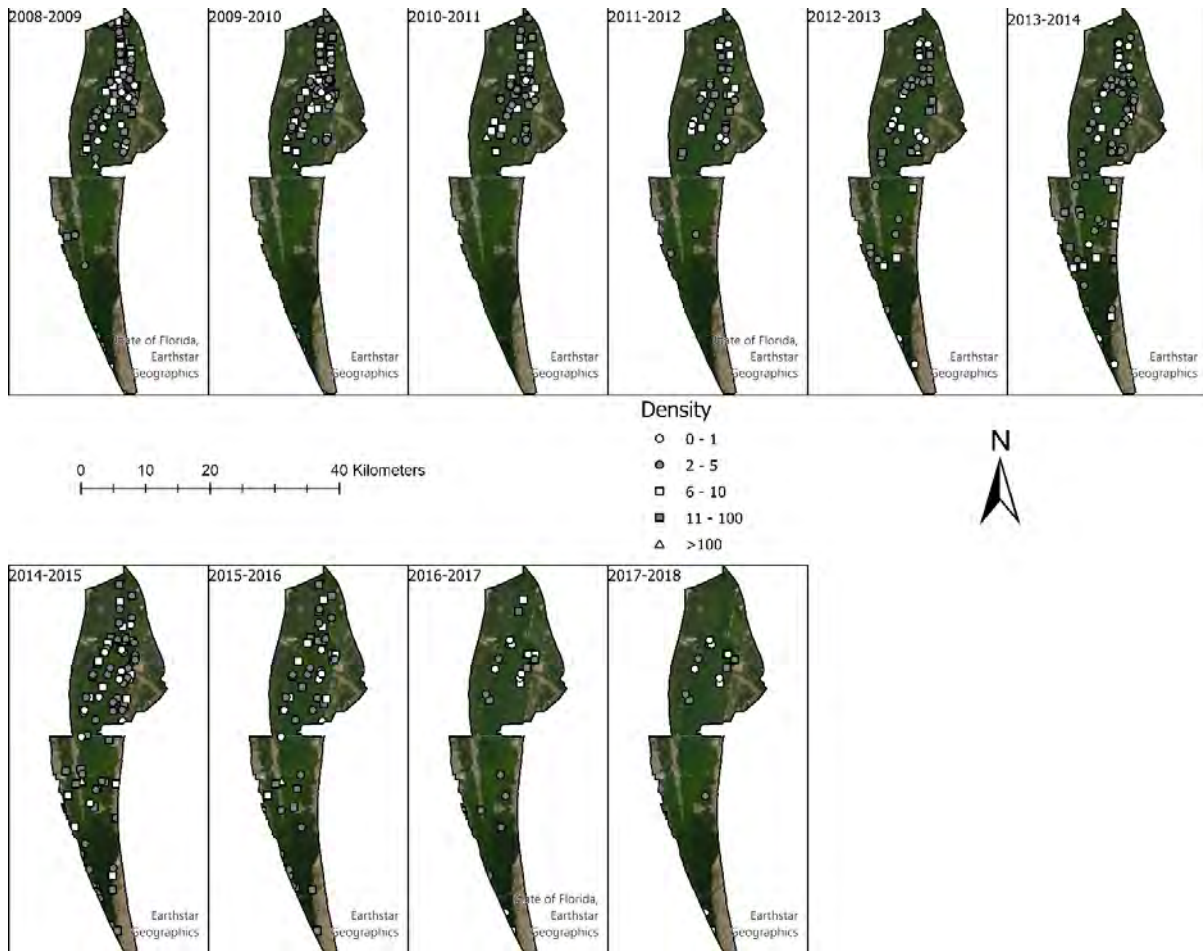 2008-2009
2009-2010
2010-2011
2011-2012
2012-2013
2013-2014
State of Florida,
Earthstar
Geographics
Earthstar
Geographics
Earthstar
Geographics
State of Florida,
Earthstar
Geographics
Earthstar
Geographics
Earthstar
Geographics
Density
0 - 1
2 - 5
6 - 10
11 - 100
>100
0 10 20 40 Kilometers
N
2014-2015
2015-2016
2016-2017
2017-2018
Earthstar
Geographics
Earthstar
Geographics
State of Florida,
Earthstar
Geographics
Earthstar
Geographics